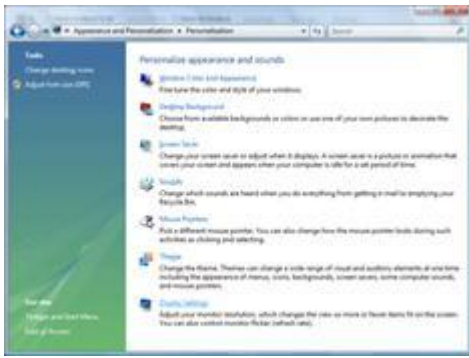 Appearance and Personalization ▸ Personalization
Search
Tasks
Change desktop icons
Adjust font size (DPI)
Personalize appearance and sounds
Window Color and Appearance
Fine tune the color and style of your windows.
Desktop Background
Choose from available backgrounds or colors or use one of your own pictures to decorate the
desktop.
Screen Saver
Change your screen saver or adjust when it displays. A screen saver is a picture or animation that
covers your screen and appears when your computer is idle for a set period of time.
Sounds
Change which sounds are heard when you do everything from getting e-mail to emptying your
Recycle Bin.
Mouse Pointers
Pick a different mouse pointer. You can also change how the mouse pointer looks during such
activities as clicking and selecting.
Theme
Change the theme. Themes can change a wide range of visual and auditory elements at one time
including the appearance of menus, icons, backgrounds, screen savers, some computer sounds,
and mouse pointers.
Display Settings
Adjust your monitor resolution, which changes the view so more or fewer items fit on the screen.
You can also control monitor flicker (refresh rate).
See also
Taskbar and Start Menu
Ease of Access